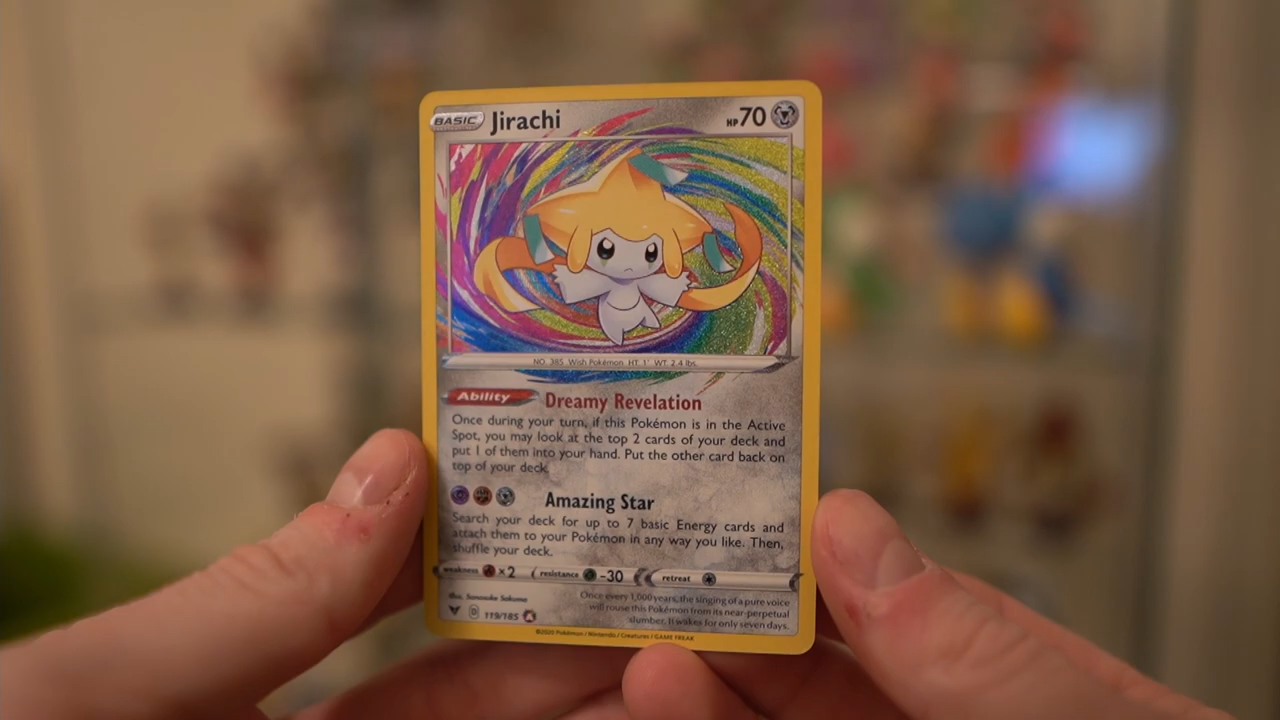 BASIC Jirachi HP 70
NO. 385 Wish Pokémon HT: 1' WT: 2.4 lbs.
Ability Dreamy Revelation
Once during your turn, if this Pokémon is in the Active
Spot, you may look at the top 2 cards of your deck and
put 1 of them into your hand. Put the other card back on
top of your deck.
Amazing Star
Search your deck for up to 7 basic Energy cards and
attach them to your Pokémon in any way you like. Then,
shuffle your deck.
weakness ×2 resistance -30 retreat
Illus. Sanosuke Sakuma
Once every 1,000 years, the singing of a pure voice
will rouse this Pokémon from its near-perpetual
slumber. It wakes for only seven days.
D 119/185 A
©2020 Pokémon / Nintendo / Creatures / GAME FREAK